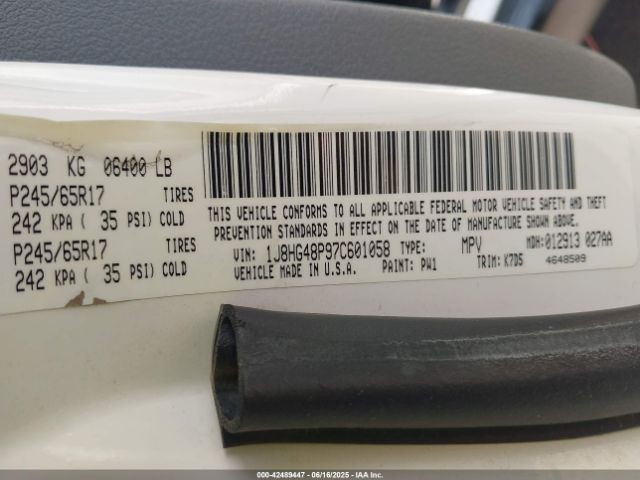 2903 KG 06400 LB
P245/65R17 TIRES
242 KPA ( 35 PSI) COLD
P245/65R17 TIRES
242 KPA ( 35 PSI) COLD
THIS VEHICLE CONFORMS TO ALL APPLICABLE FEDERAL MOTOR VEHICLE SAFETY AND THEFT
PREVENTION STANDARDS IN EFFECT ON THE DATE OF MANUFACTURE SHOWN ABOVE.
VIN: 1J8HG48P97C601058 TYPE: MPV MDH:012913 027AA
VEHICLE MADE IN U.S.A. PAINT: PW1 TRIM: K7D5 4648509
000-42489447 - 06/16/2025 - IAAI Inc.